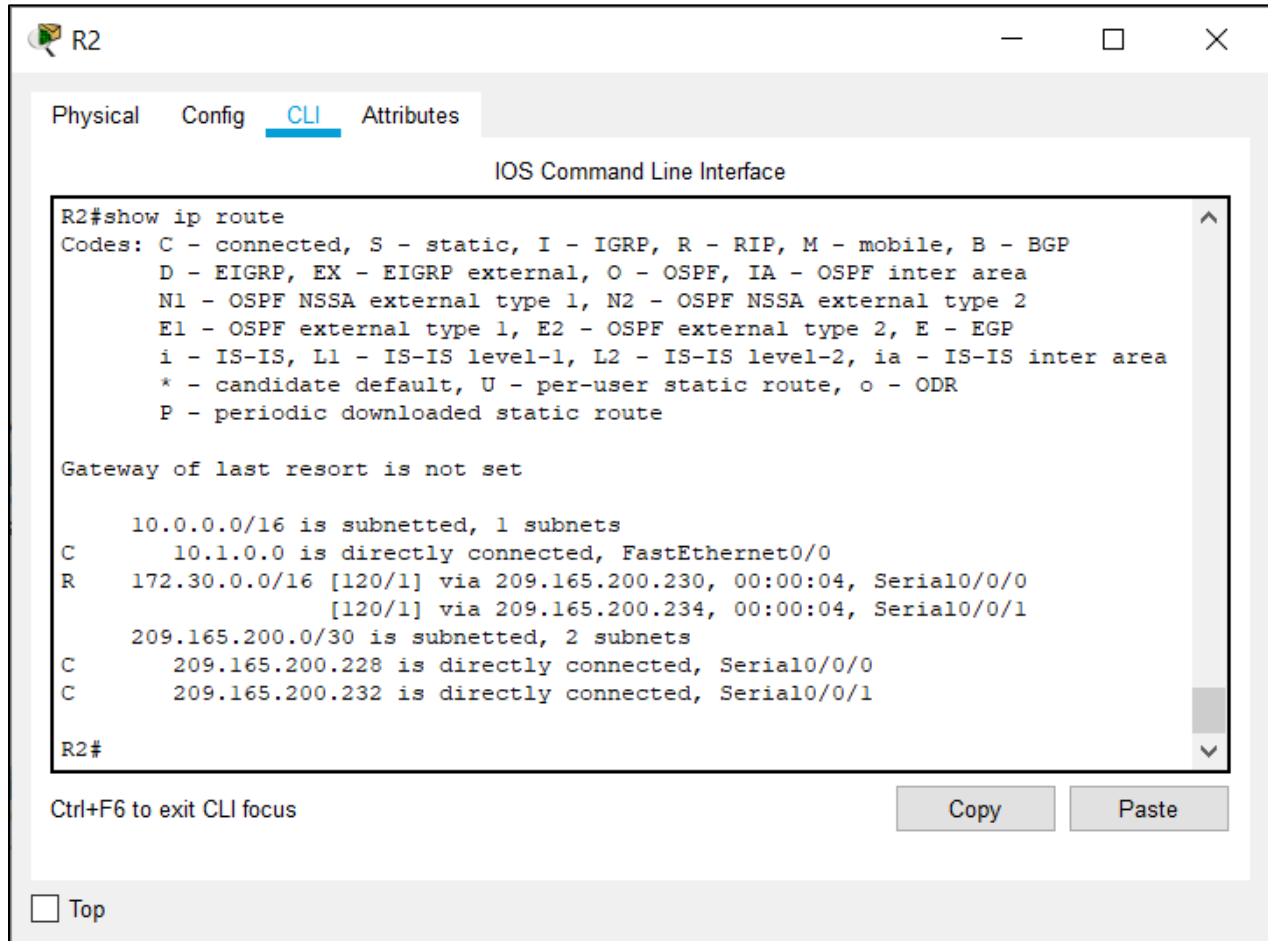 R2
Physical Config CLI Attributes
IOS Command Line Interface
R2#show ip route
Codes: C - connected, S - static, I - IGRP, R - RIP, M - mobile, B - BGP
       D - EIGRP, EX - EIGRP external, O - OSPF, IA - OSPF inter area
       N1 - OSPF NSSA external type 1, N2 - OSPF NSSA external type 2
       E1 - OSPF external type 1, E2 - OSPF external type 2, E - EGP
       i - IS-IS, L1 - IS-IS level-1, L2 - IS-IS level-2, ia - IS-IS inter area
       * - candidate default, U - per-user static route, o - ODR
       P - periodic downloaded static route
Gateway of last resort is not set
     10.0.0.0/16 is subnetted, 1 subnets
C       10.1.0.0 is directly connected, FastEthernet0/0
R    172.30.0.0/16 [120/1] via 209.165.200.230, 00:00:04, Serial0/0/0
                   [120/1] via 209.165.200.234, 00:00:04, Serial0/0/1
     209.165.200.0/30 is subnetted, 2 subnets
C       209.165.200.228 is directly connected, Serial0/0/0
C       209.165.200.232 is directly connected, Serial0/0/1
R2#
Ctrl+F6 to exit CLI focus Copy Paste
Top